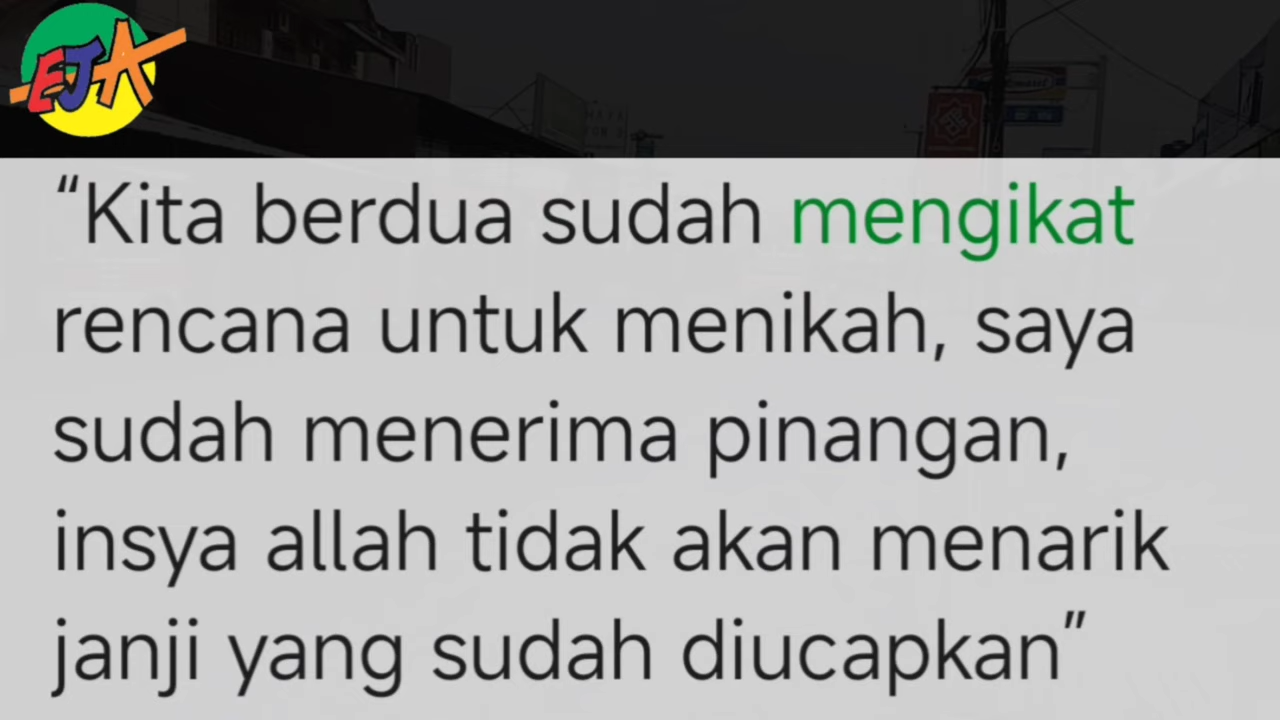 EJA
“Kita berdua sudah mengikat
rencana untuk menikah, saya
sudah menerima pinangan,
insya allah tidak akan menarik
janji yang sudah diucapkan”